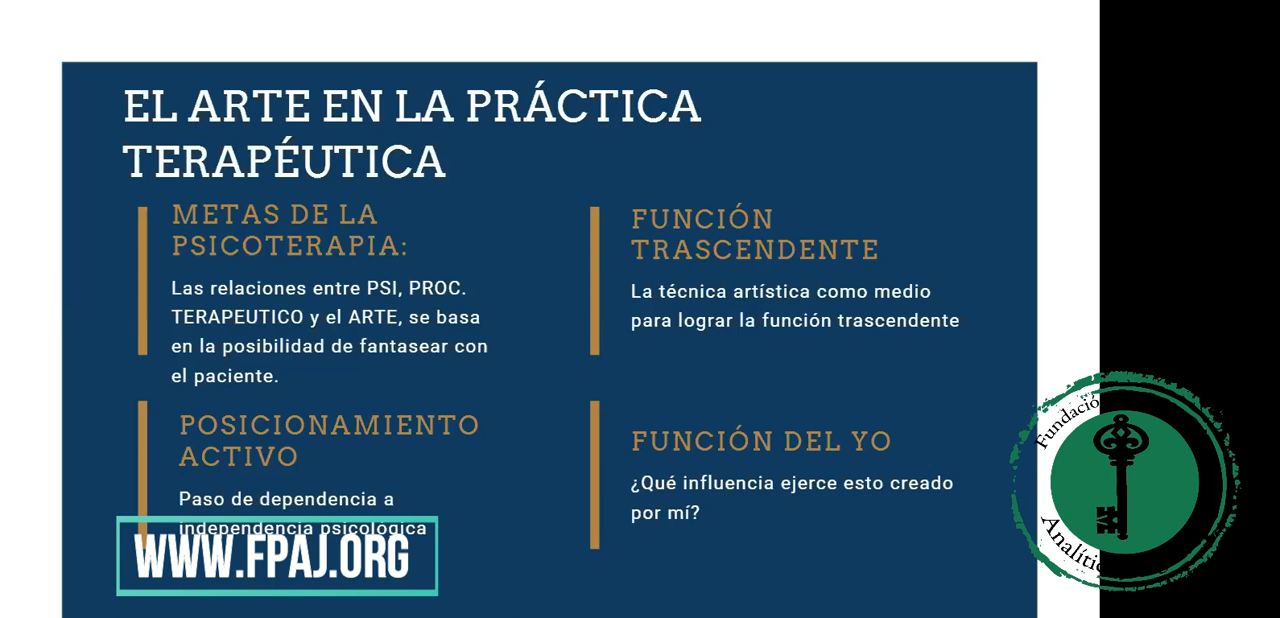 EL ARTE EN LA PRÁCTICA
TERAPÉUTICA
METAS DE LA
PSICOTERAPIA:
Las relaciones entre PSI, PROC.
TERAPEUTICO y el ARTE, se basa
en la posibilidad de fantasear con
el paciente.
FUNCIÓN
TRASCENDENTE
La técnica artística como medio
para lograr la función trascendente
POSICIONAMIENTO
ACTIVO
Paso de dependencia a
independencia psicológica
FUNCIÓN DEL YO
¿Qué influencia ejerce esto creado
por mí?
WWW.FPAJ.ORG
Fundació
Analític